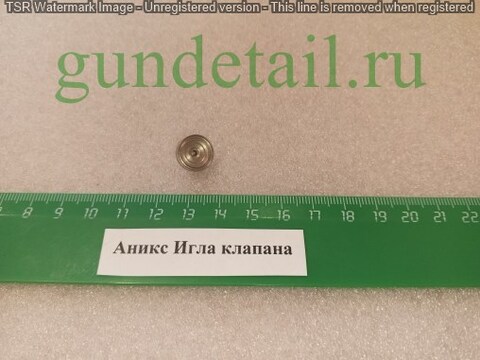 TSR Watermark Image - Unregistered version - This line is removed when registered
gundetail.ru
7 8 9 10 11 12 13 14 15 16 17 18 19 20 21 22
Аникс Игла клапана